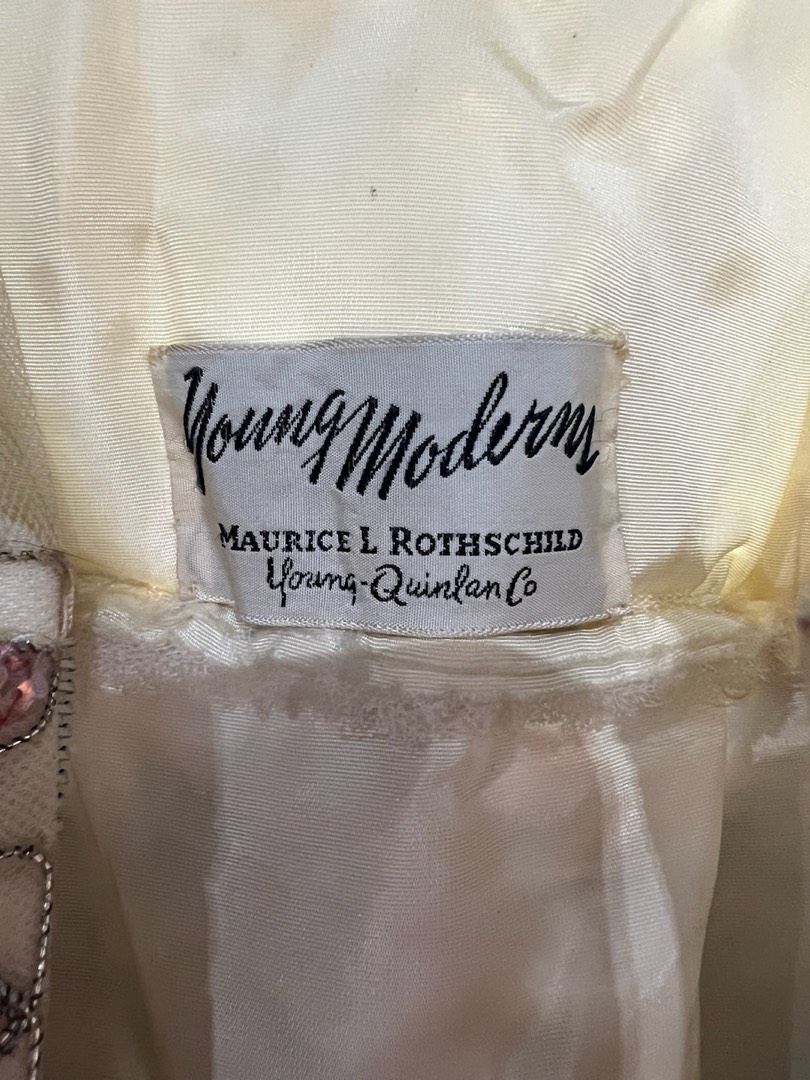 Young Moderns
MAURICE L ROTHSCHILD
Young-Quinlan Co